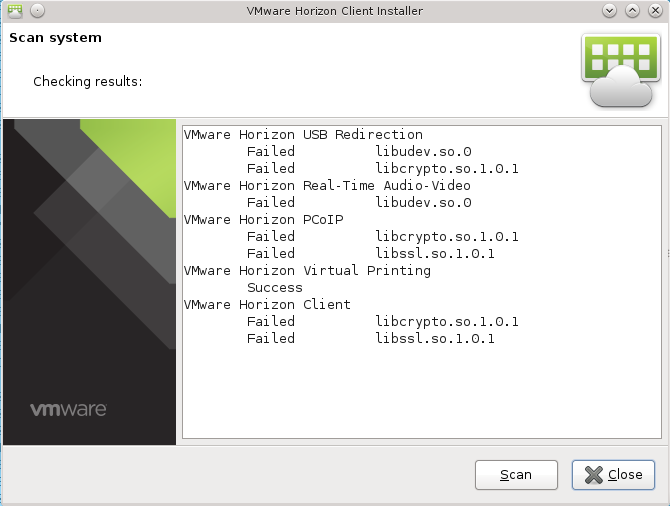 VMware Horizon Client Installer
Scan system
Checking results:
VMware Horizon USB Redirection
Failed libudev.so.0
Failed libcrypto.so.1.0.1
VMware Horizon Real-Time Audio-Video
Failed libudev.so.0
VMware Horizon PCoIP
Failed libcrypto.so.1.0.1
Failed libssl.so.1.0.1
VMware Horizon Virtual Printing
Success
VMware Horizon Client
Failed libcrypto.so.1.0.1
Failed libssl.so.1.0.1
vmware
Scan Close